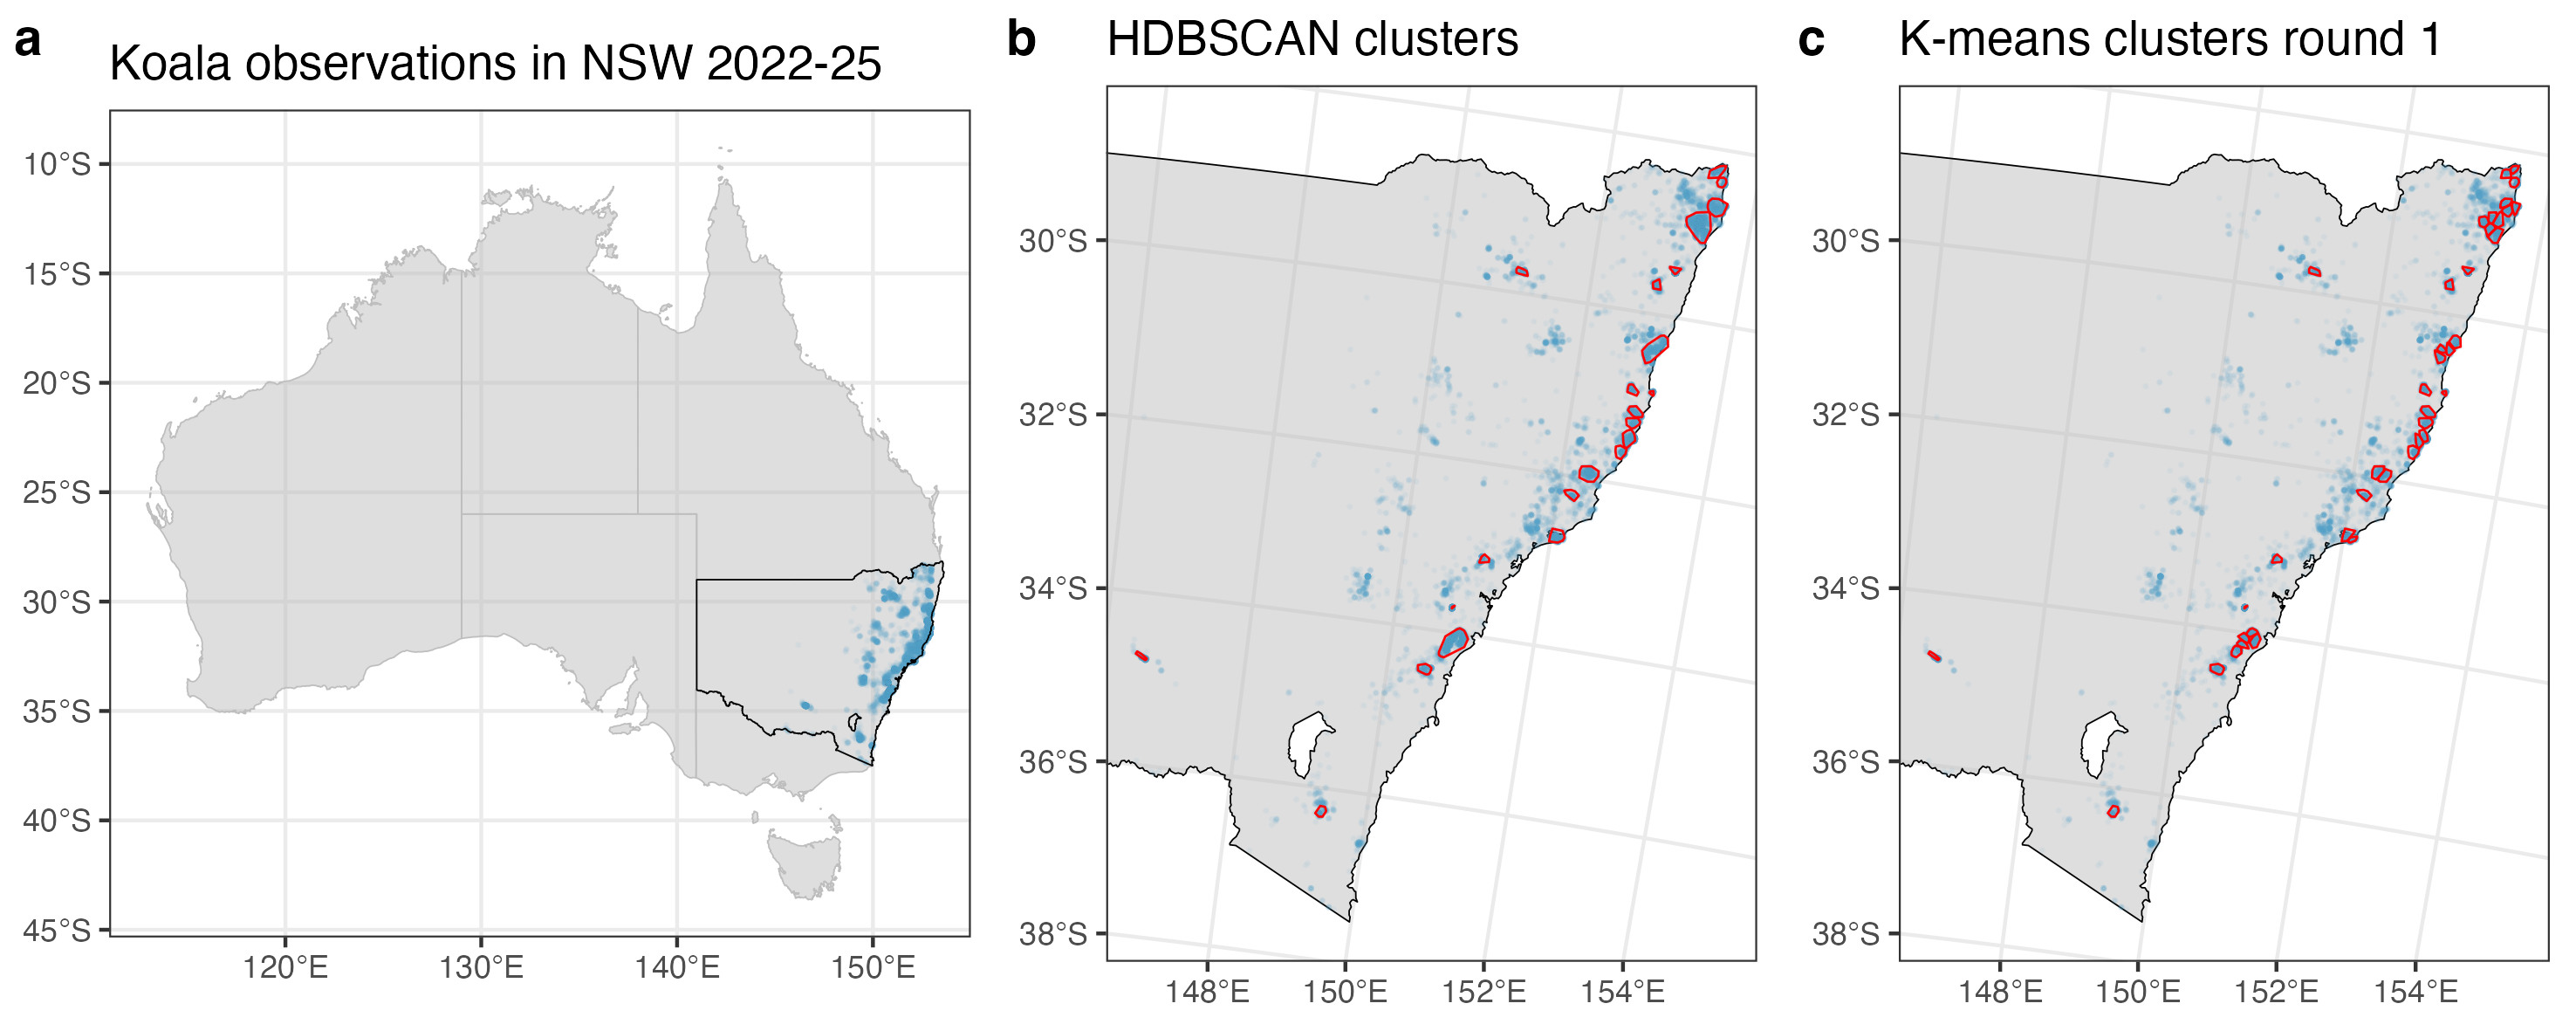 a
Koala observations in NSW 2022-25
10°S
15°S
20°S
25°S
30°S
35°S
40°S
45°S
120°E 130°E 140°E 150°E
b
HDBSCAN clusters
30°S
32°S
34°S
36°S
38°S
148°E 150°E 152°E 154°E
c
K-means clusters round 1
30°S
32°S
34°S
36°S
38°S
148°E 150°E 152°E 154°E